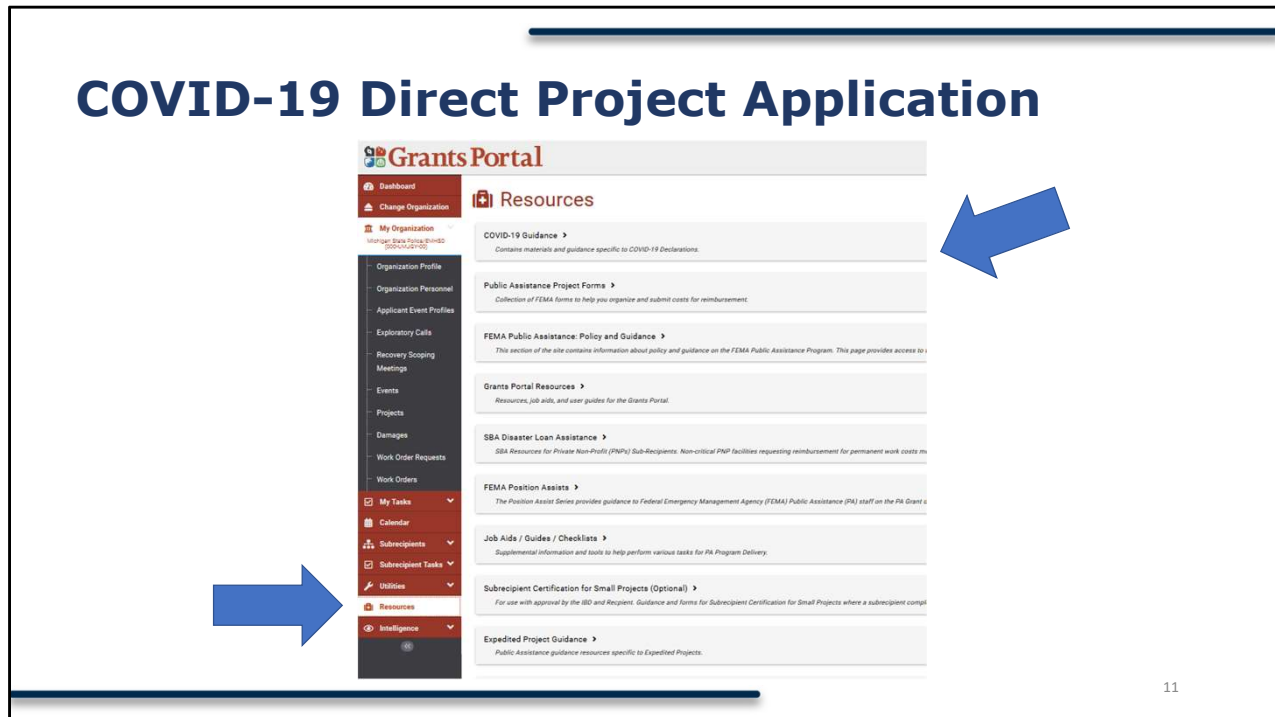 COVID-19 Direct Project Application
Grants Portal
Dashboard
Change Organization
My Organization
Michigan State Police/EMHSD
Organization Profile
Organization Personnel
Applicant Event Profiles
Exploratory Calls
Recovery Scoping
Meetings
Events
Projects
Damages
Work Order Requests
Work Orders
My Tasks
Calendar
Subrecipients
Subrecipient Tasks
Utilities
Resources
Intelligence
Resources
COVID-19 Guidance >
Contains materials and guidance specific to COVID-19 Declarations.
Public Assistance Project Forms >
Collection of FEMA forms to help you organize and submit costs for reimbursement.
FEMA Public Assistance: Policy and Guidance >
This section of the site contains information about policy and guidance on the FEMA Public Assistance Program. This page provides access to
Grants Portal Resources >
Resources, job aids, and user guides for the Grants Portal.
SBA Disaster Loan Assistance >
SBA Resources for Private Non-Profit (PNPs) Sub-Recipients. Non-critical PNP facilities requesting reimbursement for permanent work costs
FEMA Position Assists >
The Position Assist Series provides guidance to Federal Emergency Management Agency (FEMA) Public Assistance (PA) staff on the PA Grant
Job Aids / Guides / Checklists >
Supplemental information and tools to help perform various tasks for PA Program Delivery.
Subrecipient Certification for Small Projects (Optional) >
For use with approval by the IBD and Recpient. Guidance and forms for Subrecipient Certification for Small Projects where a subrecipient
Expedited Project Guidance >
Public Assistance guidance resources specific to Expedited Projects.
11